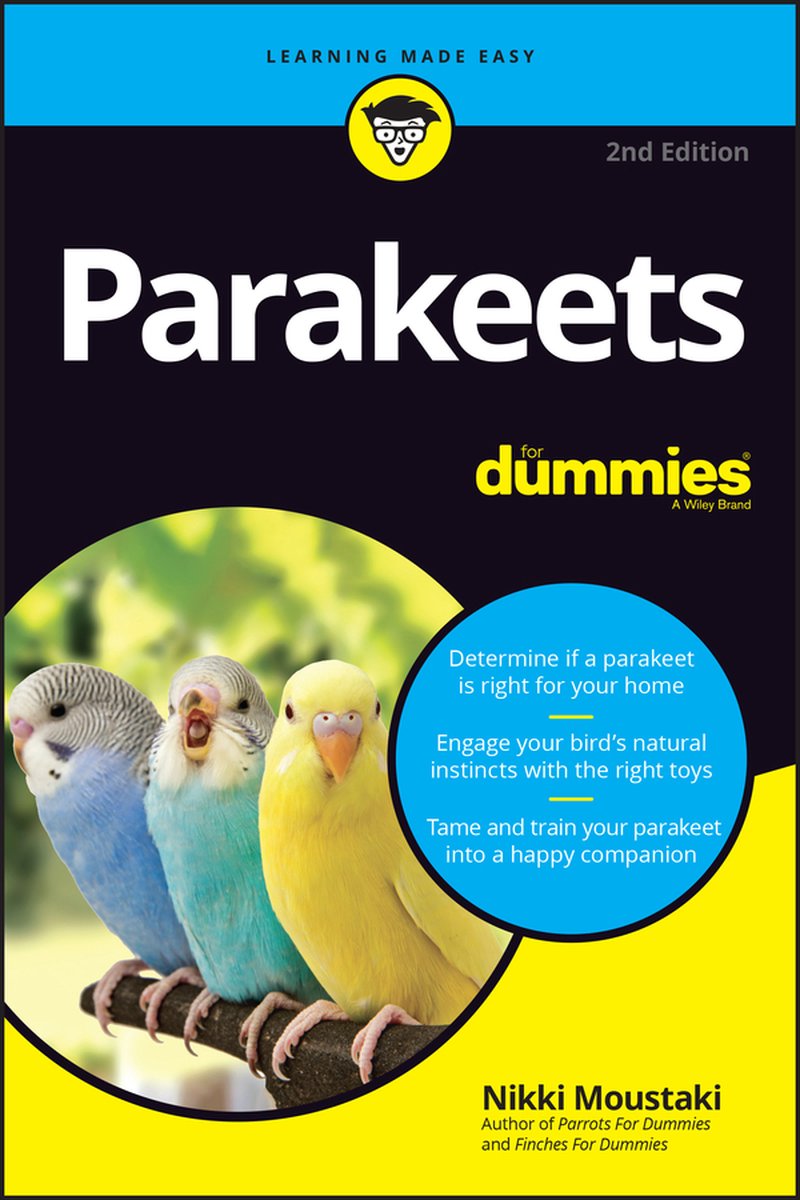 LEARNING MADE EASY
2nd Edition
Parakeets
for
dummies®
A Wiley Brand
Determine if a parakeet
is right for your home
Engage your bird’s natural
instincts with the right toys
Tame and train your parakeet
into a happy companion
Nikki Moustaki
Author of Parrots For Dummies
and Finches For Dummies